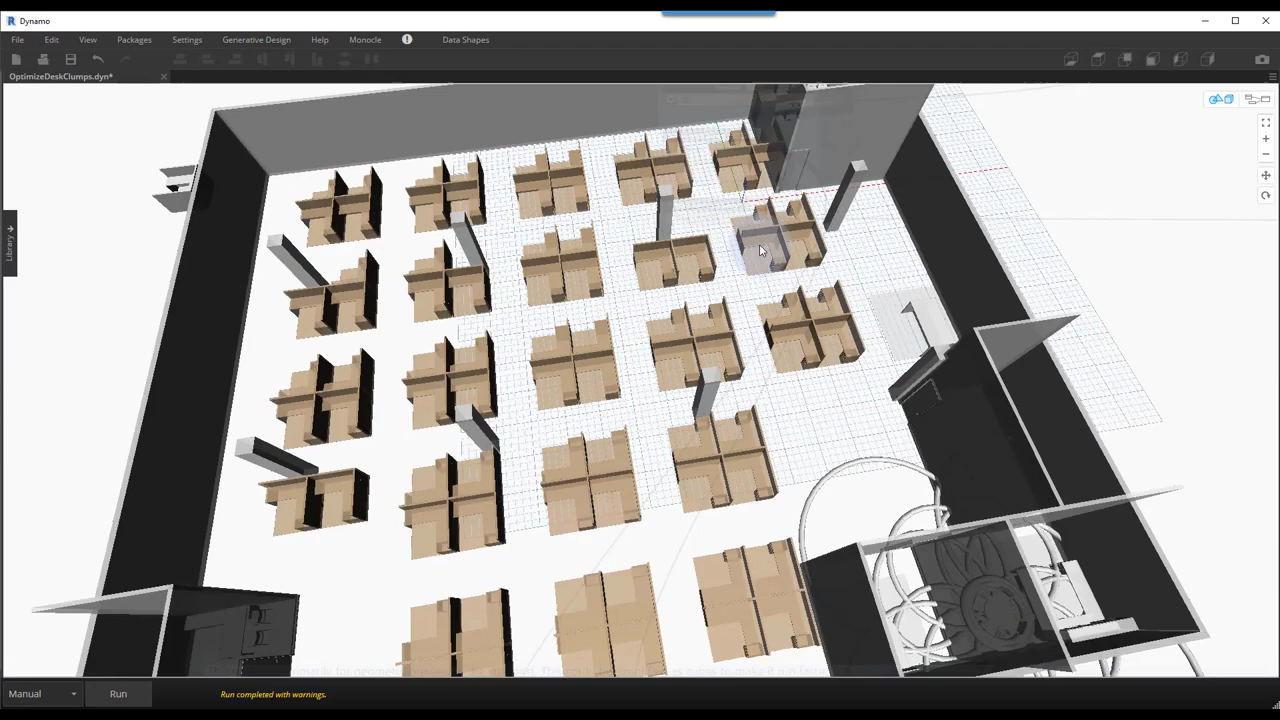 Dynamo
File Edit View Packages Settings Generative Design Help Monocle Data Shapes
OptimizeDeskClumps.dyn*
Library
Manual Run Run completed with warnings.